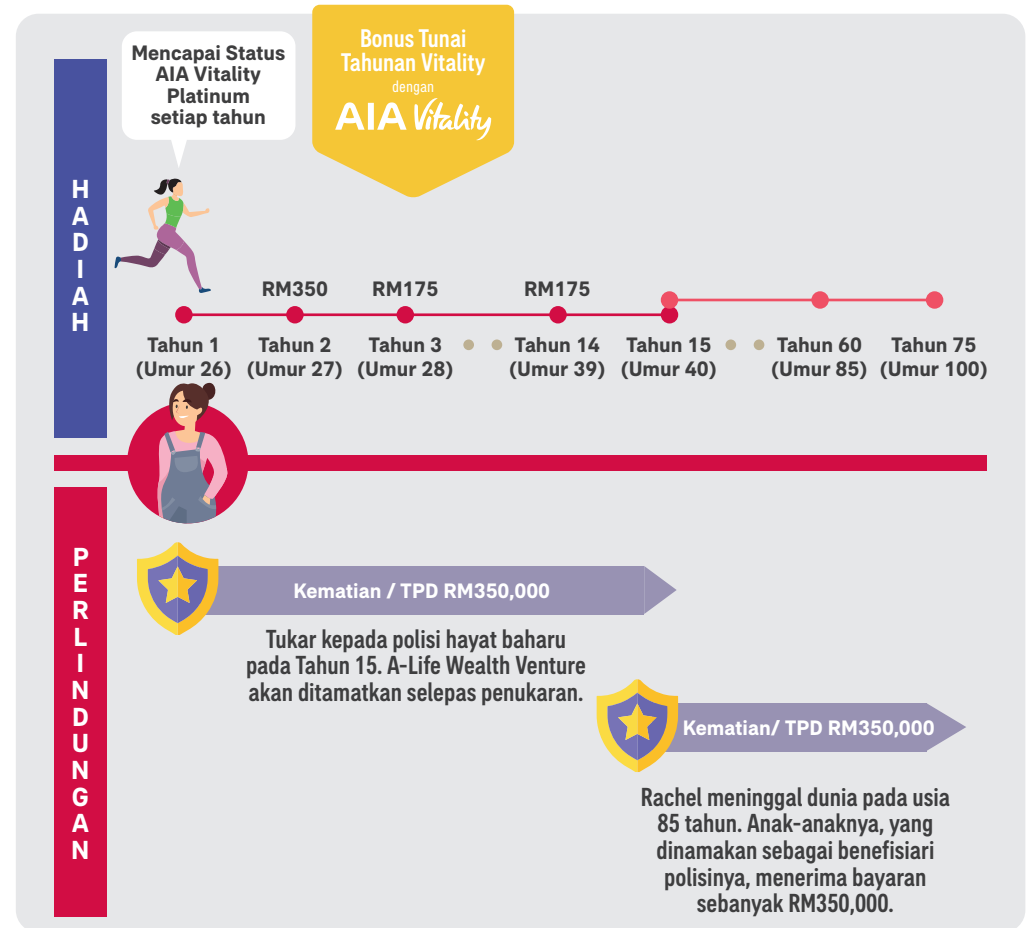 Mencapai Status
AIA Vitality
Platinum
setiap tahun
Bonus Tunai
Tahunan Vitality
dengan
AIA Vitality
HADIAH
RM350
RM175
RM175
Tahun 1
(Umur 26)
Tahun 2
(Umur 27)
Tahun 3
(Umur 28)
Tahun 14
(Umur 39)
Tahun 15
(Umur 40)
Tahun 60
(Umur 85)
Tahun 75
(Umur 100)
PERLINDUNGAN
Kematian / TPD RM350,000
Tukar kepada polisi hayat baharu
pada Tahun 15. A-Life Wealth Venture
akan ditamatkan selepas penukaran.
Kematian/ TPD RM350,000
Rachel meninggal dunia pada usia
85 tahun. Anak-anaknya, yang
dinamakan sebagai benefisiari
polisinya, menerima bayaran
sebanyak RM350,000.